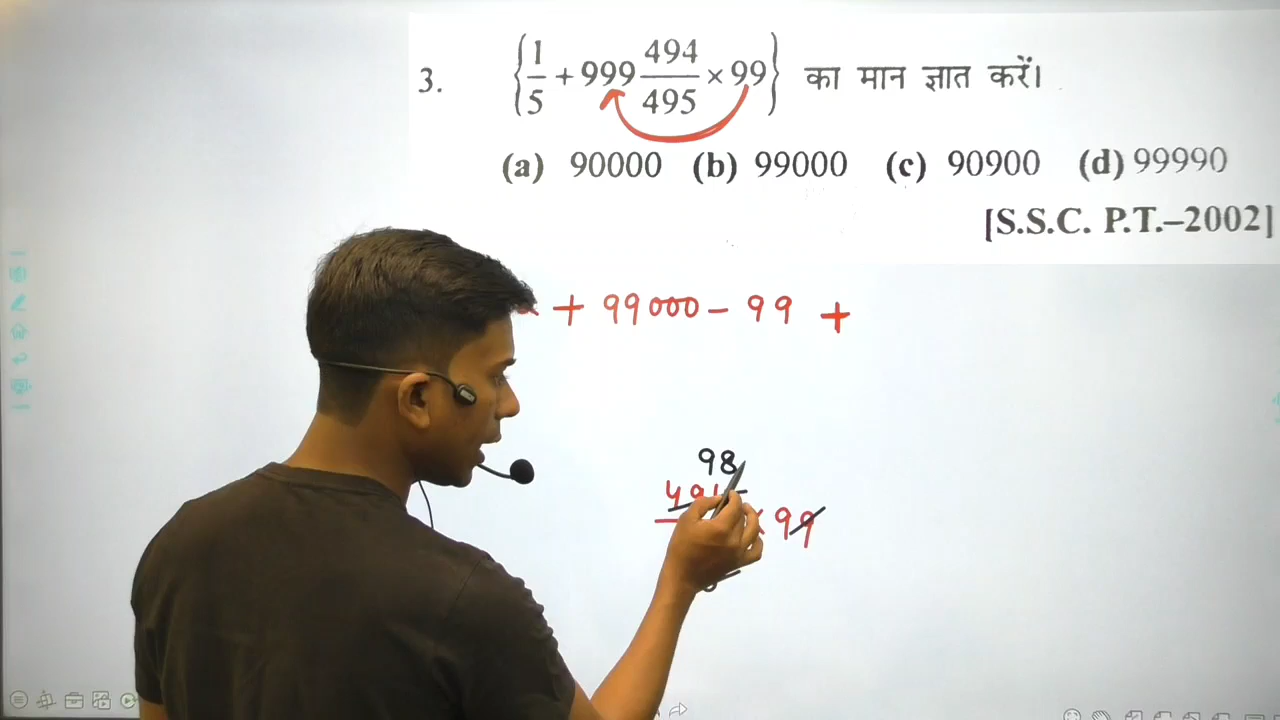 3. {1/5 + 999 494/495 × 99} का मान ज्ञात करें।
(a) 90000 (b) 99000 (c) 90900 (d) 99990
[S.S.C. P.T.–2002]
+ 99000 - 99 +
98
× 99